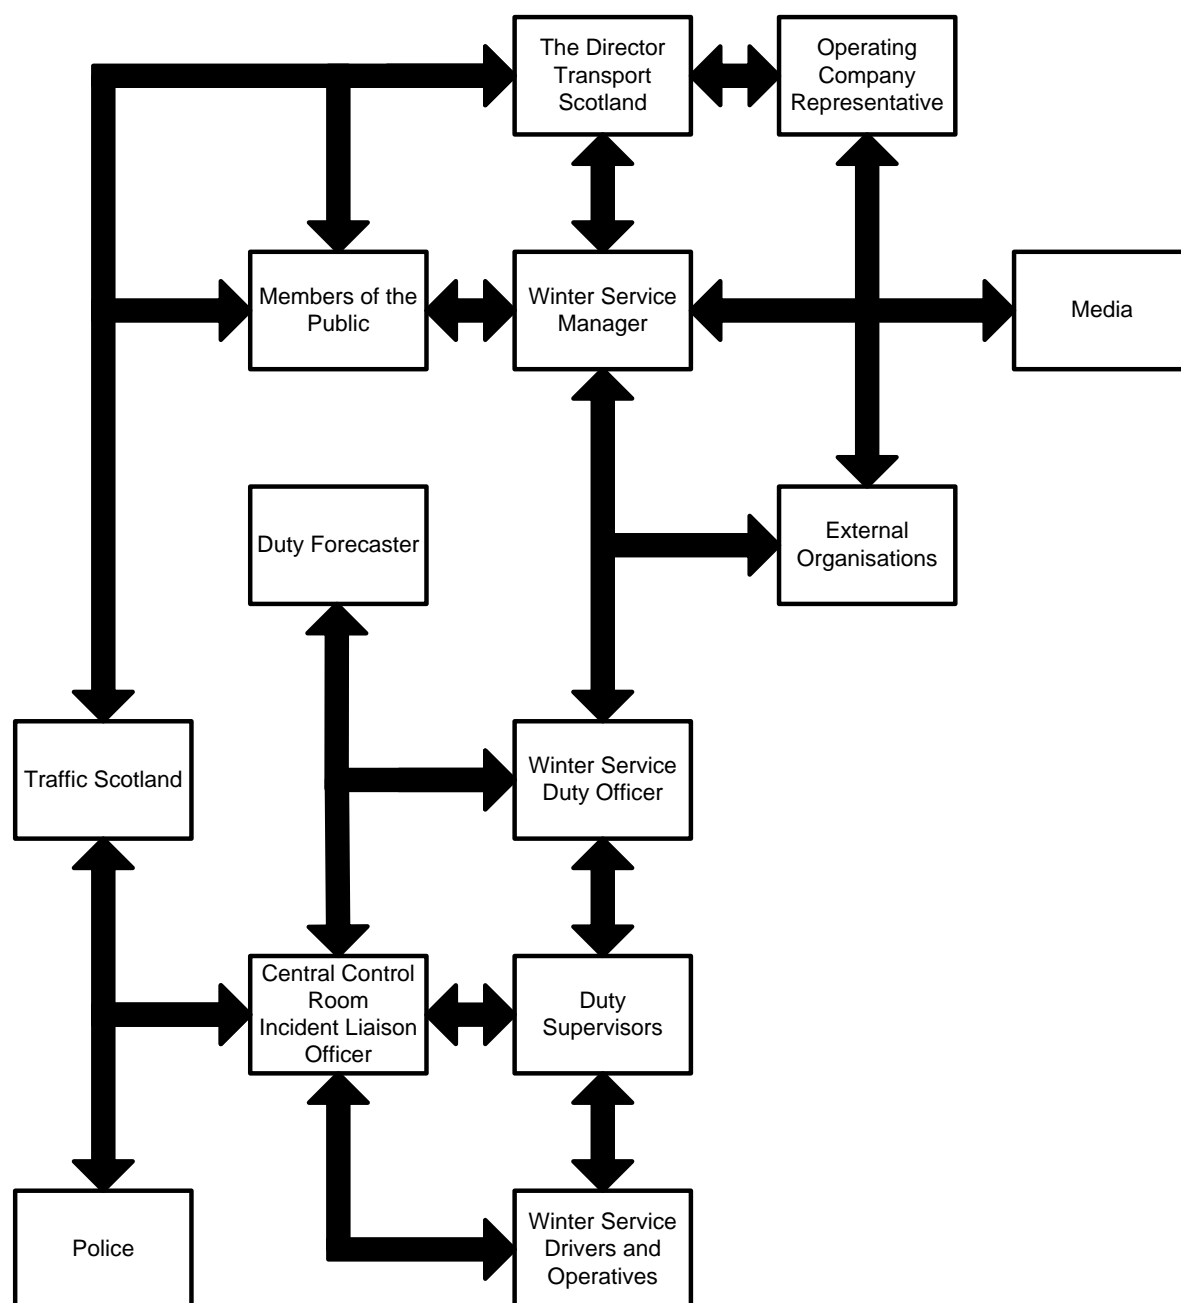 The Director
Transport
Scotland
Operating
Company
Representative
Members of the
Public
Winter Service
Manager
Media
Duty Forecaster
External
Organisations
Traffic Scotland
Winter Service
Duty Officer
Central Control
Room
Incident Liaison
Officer
Duty
Supervisors
Police
Winter Service
Drivers and
Operatives